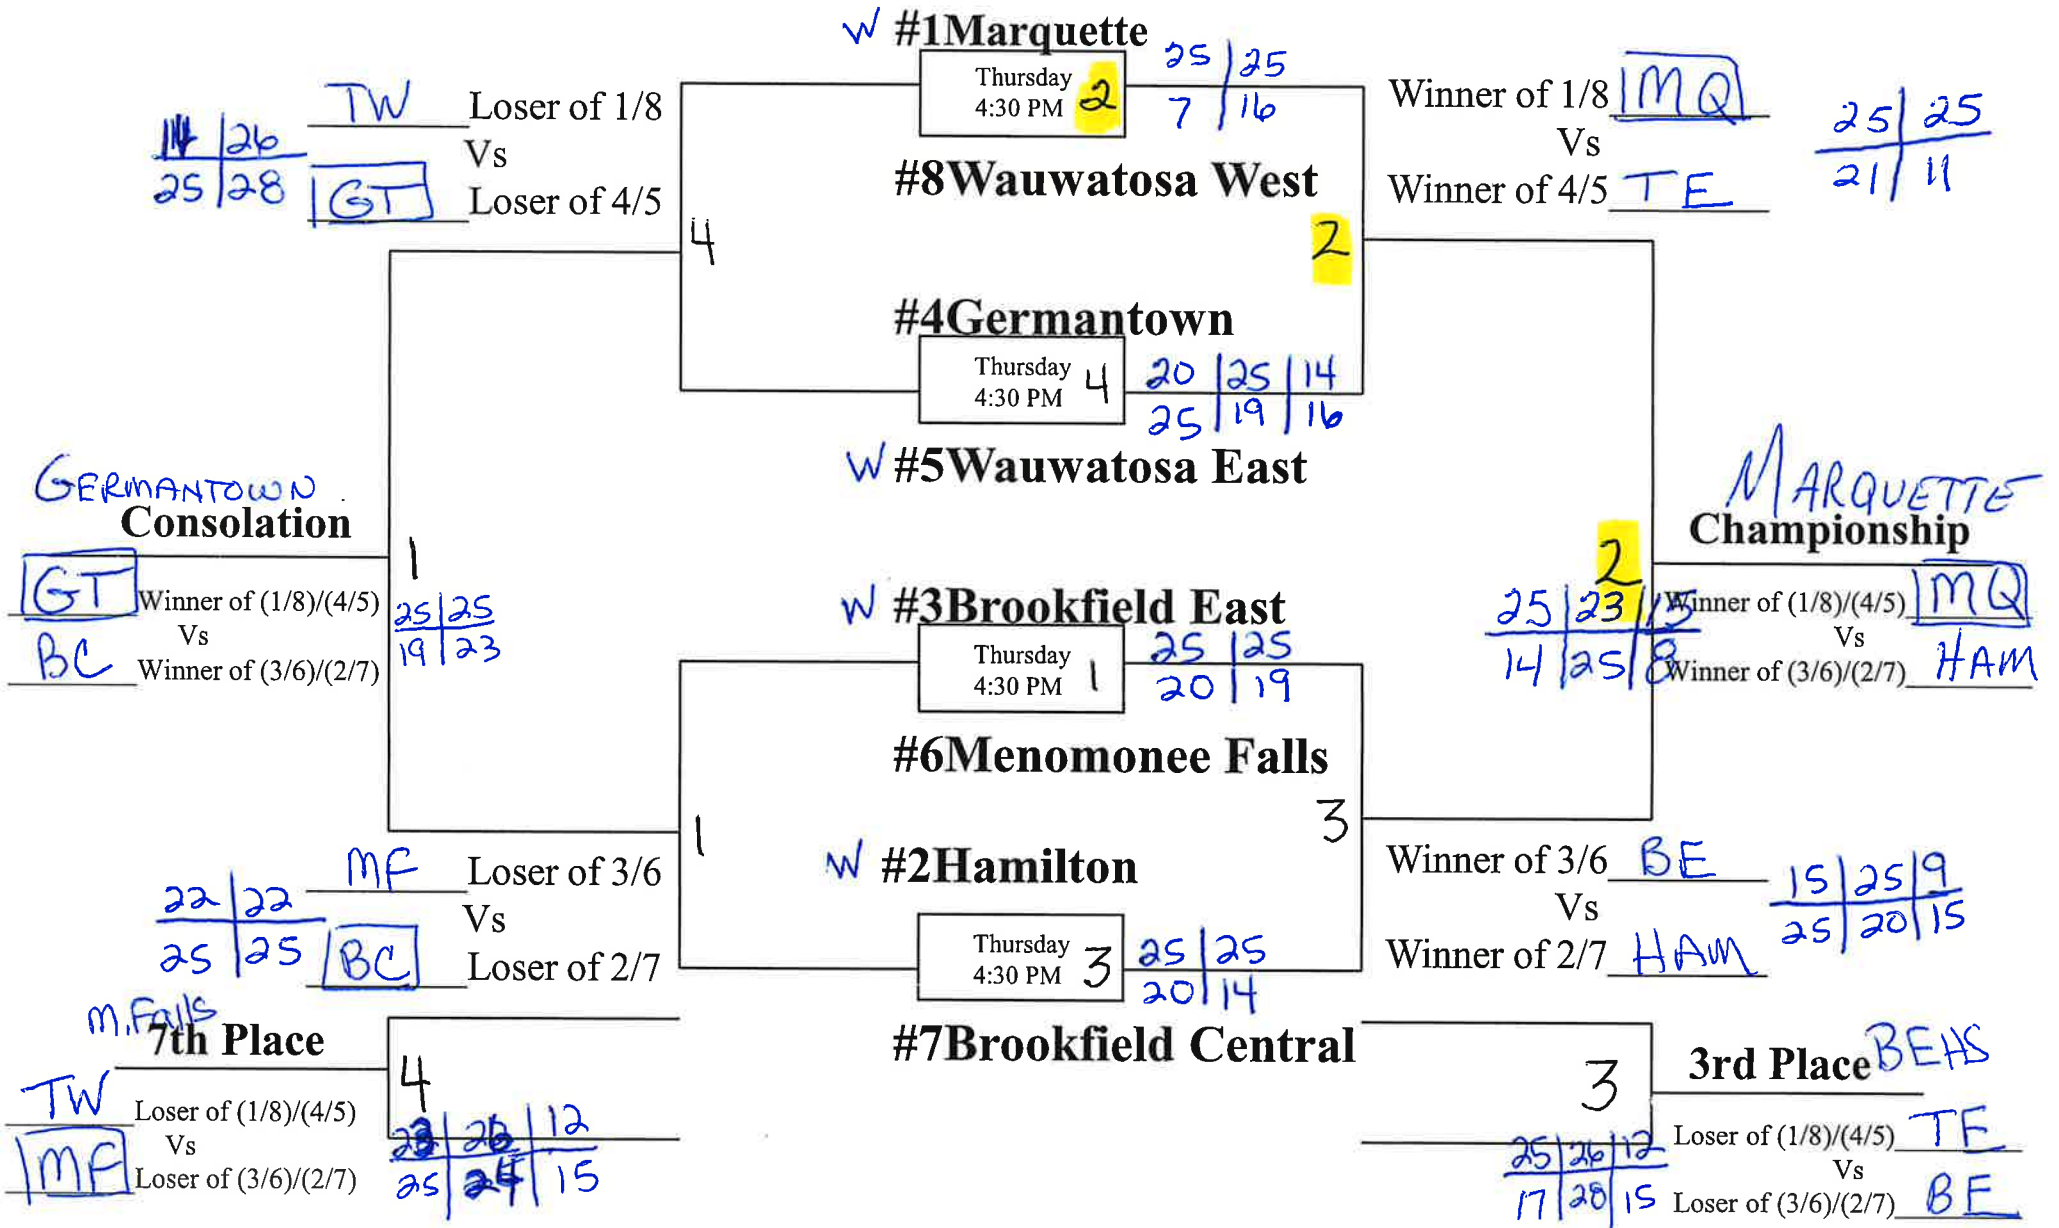 W #1Marquette
Thursday
4:30 PM 2
25 | 25
7 | 16
#8Wauwatosa West
TW Loser of 1/8
Vs
GT Loser of 4/5
14 | 26
25 | 28
4
Winner of 1/8 MQ
Vs
Winner of 4/5 TE
25 | 25
21 | 11
2
#4Germantown
Thursday
4:30 PM 4
20 | 25 | 14
25 | 19 | 16
W #5Wauwatosa East
GERMANTOWN
Consolation
1
GT Winner of (1/8)/(4/5)
Vs
BC Winner of (3/6)/(2/7)
25 | 25
19 | 23
MARQUETTE
Championship
2
25 | 23 | 15
14 | 25 | 8
Winner of (1/8)/(4/5) MQ
Vs
Winner of (3/6)/(2/7) HAM
W #3Brookfield East
Thursday
4:30 PM 1
25 | 25
20 | 19
#6Menomonee Falls
3
1
W #2Hamilton
Thursday
4:30 PM 3
25 | 25
20 | 14
#7Brookfield Central
MF Loser of 3/6
Vs
BC Loser of 2/7
22 | 22
25 | 25
Winner of 3/6 BE
Vs
Winner of 2/7 HAM
15 | 25 | 9
25 | 20 | 15
M. Falls
7th Place
4
TW Loser of (1/8)/(4/5)
Vs
MF Loser of (3/6)/(2/7)
23 | 26 | 12
25 | 24 | 15
3rd Place BEHS
3
Loser of (1/8)/(4/5) TE
Vs
Loser of (3/6)/(2/7) BE
25 | 26 | 12
17 | 28 | 15